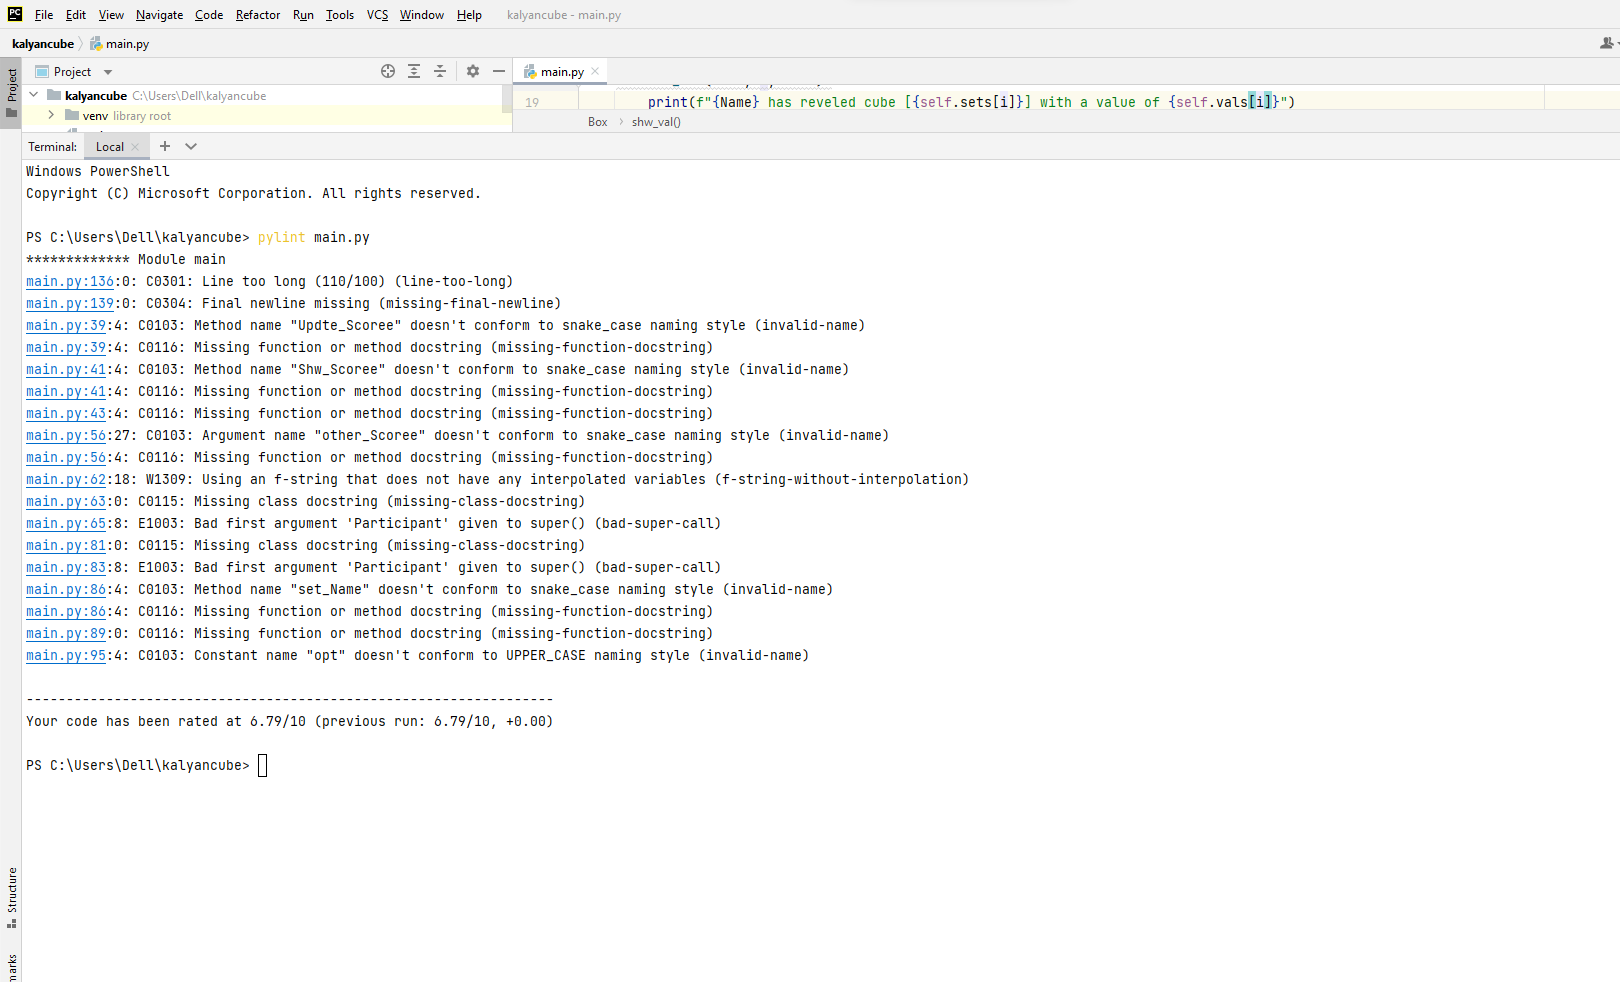 PC File Edit View Navigate Code Refactor Run Tools VCS Window Help kalyancube - main.py
kalyancube main.py
Project
Project
main.py
kalyancube C:\Users\Dell\kalyancube
venv library root
19 print(f"{Name} has reveled cube [{self.sets[i]}] with a value of {self.vals[i]}")
Box shw_val()
Terminal: Local
Windows PowerShell
Copyright (C) Microsoft Corporation. All rights reserved.
PS C:\Users\Dell\kalyancube> pylint main.py
************* Module main
main.py:136:0: C0301: Line too long (110/100) (line-too-long)
main.py:139:0: C0304: Final newline missing (missing-final-newline)
main.py:39:4: C0103: Method name "Updte_Scoree" doesn't conform to snake_case naming style (invalid-name)
main.py:39:4: C0116: Missing function or method docstring (missing-function-docstring)
main.py:41:4: C0103: Method name "Shw_Scoree" doesn't conform to snake_case naming style (invalid-name)
main.py:41:4: C0116: Missing function or method docstring (missing-function-docstring)
main.py:43:4: C0116: Missing function or method docstring (missing-function-docstring)
main.py:56:27: C0103: Argument name "other_Scoree" doesn't conform to snake_case naming style (invalid-name)
main.py:56:4: C0116: Missing function or method docstring (missing-function-docstring)
main.py:62:18: W1309: Using an f-string that does not have any interpolated variables (f-string-without-interpolation)
main.py:63:0: C0115: Missing class docstring (missing-class-docstring)
main.py:65:8: E1003: Bad first argument 'Participant' given to super() (bad-super-call)
main.py:81:0: C0115: Missing class docstring (missing-class-docstring)
main.py:83:8: E1003: Bad first argument 'Participant' given to super() (bad-super-call)
main.py:86:4: C0103: Method name "set_Name" doesn't conform to snake_case naming style (invalid-name)
main.py:86:4: C0116: Missing function or method docstring (missing-function-docstring)
main.py:89:0: C0116: Missing function or method docstring (missing-function-docstring)
main.py:95:4: C0103: Constant name "opt" doesn't conform to UPPER_CASE naming style (invalid-name)
------------------------------------------------------------------
Your code has been rated at 6.79/10 (previous run: 6.79/10, +0.00)
PS C:\Users\Dell\kalyancube>
Structure